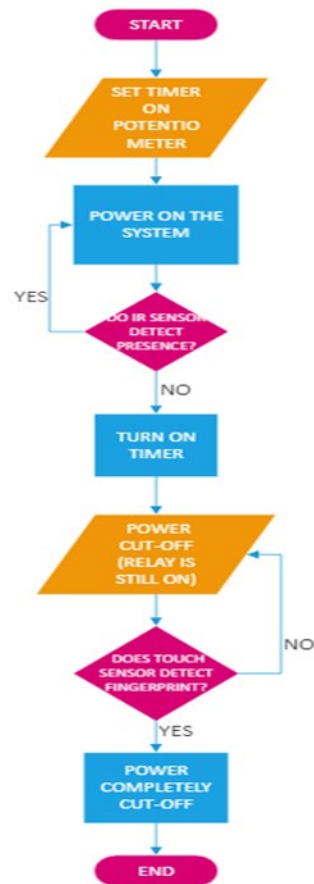 START
SET TIMER
ON
POTENTIO
METER
POWER ON THE
SYSTEM
YES
DO IR SENSOR
DETECT
PRESENCE?
NO
TURN ON
TIMER
POWER
CUT-OFF
(RELAY IS
STILL ON)
NO
DOES TOUCH
SENSOR DETECT
FINGERPRINT?
YES
POWER
COMPLETELY
CUT-OFF
END